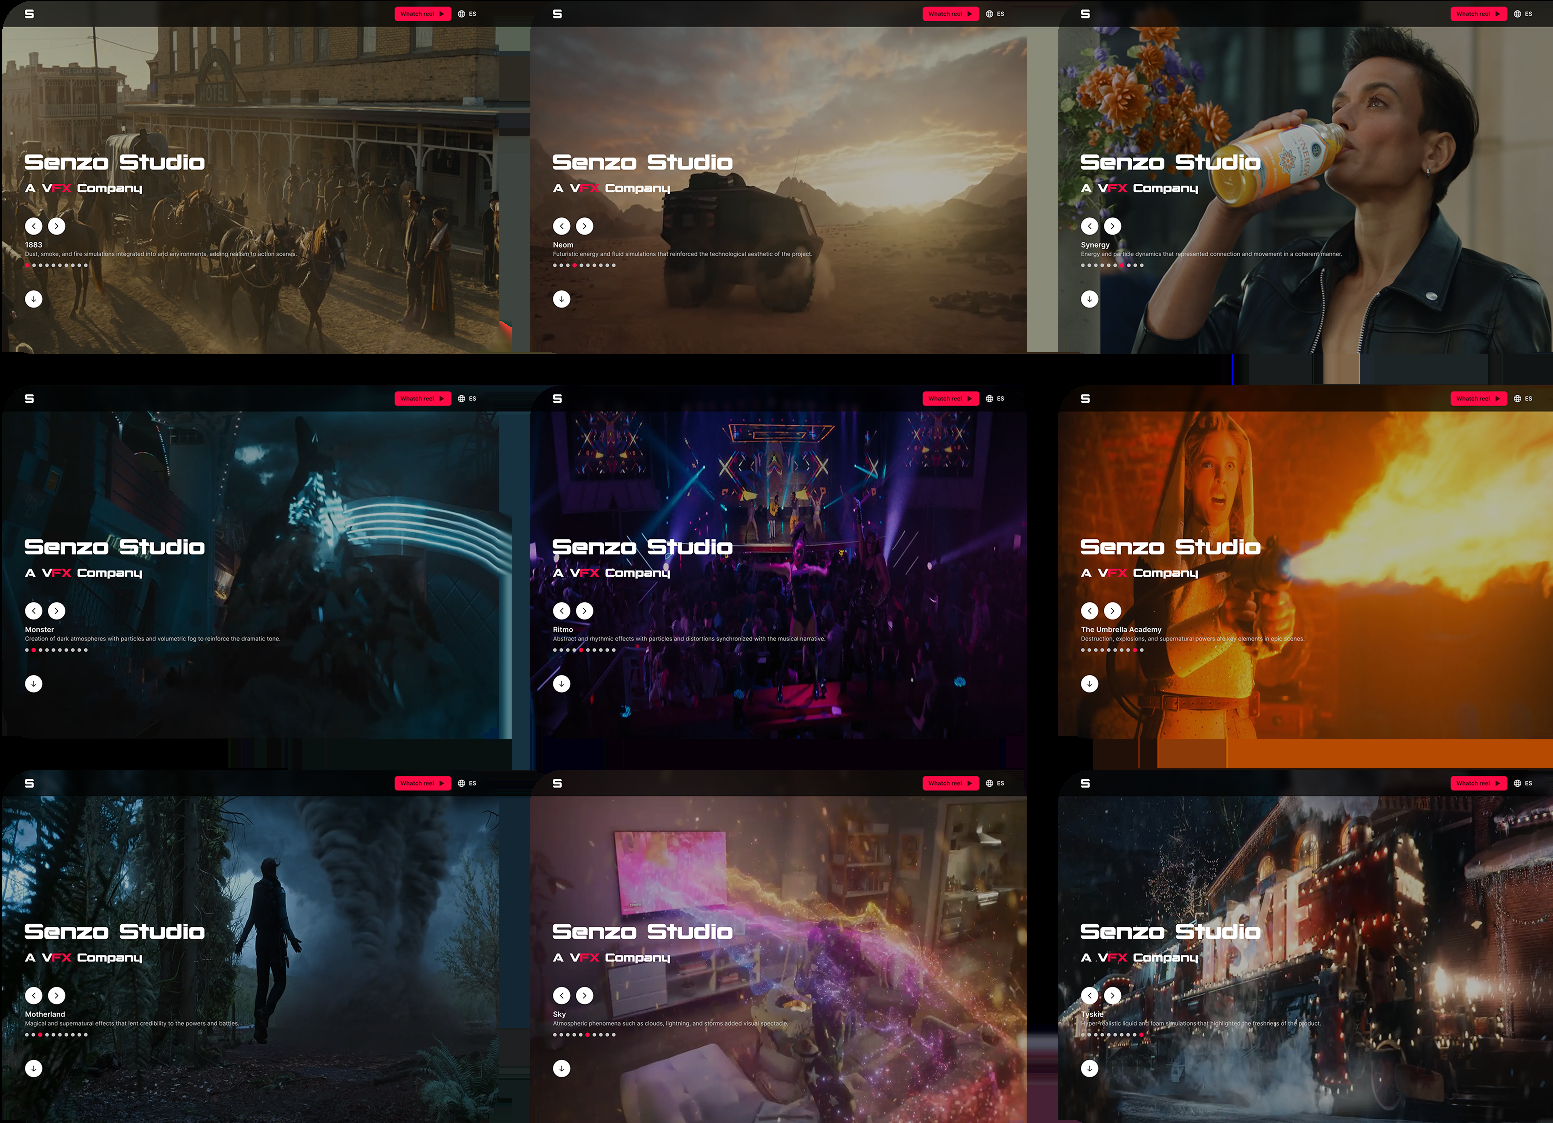 S
Whatch reel
ES
THE CARTER
HOTEL
Senzo Studio
A VFX Company
1883
Dust, smoke, and fire simulations integrated into arid environments, adding realism to action scenes.
S
Whatch reel
ES
Senzo Studio
A VFX Company
Neom
Futuristic energy and fluid simulations that reinforced the technological aesthetic of the project.
S
Whatch reel
ES
Senzo Studio
A VFX Company
Synergy
Energy and particle dynamics that represented connection and movement in a coherent manner.
S
Whatch reel
ES
Senzo Studio
A VFX Company
Monster
Creation of dark atmospheres with particles and volumetric fog to reinforce the dramatic tone.
S
Whatch reel
ES
Senzo Studio
A VFX Company
Ritmo
Abstract and rhythmic effects with particles and distortions synchronized with the musical narrative.
S
Whatch reel
ES
Senzo Studio
A VFX Company
The Umbrella Academy
Destruction, explosions, and supernatural powers are key elements in epic scenes.
S
Whatch reel
ES
Senzo Studio
A VFX Company
Motherland
Magical and supernatural effects that lent credibility to the powers and battles.
S
Whatch reel
ES
Senzo Studio
A VFX Company
Sky
Atmospheric phenomena such as clouds, lightning, and storms added visual spectacle.
S
Whatch reel
ES
Senzo Studio
A VFX Company
Tyskie
Hyper-realistic liquid and foam simulations that highlighted the freshness of the product.